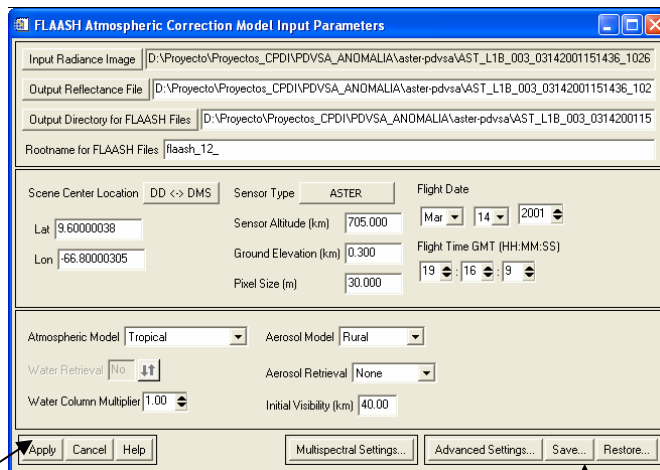 FLAASH Atmospheric Correction Model Input Parameters
Input Radiance Image D:\Proyecto\Proyectos_CPDI\PDVSA_ANOMALIA\aster-pdvsa\AST_L1B_003_03142001151436_1026
Output Reflectance File D:\Proyecto\Proyectos_CPDI\PDVSA_ANOMALIA\aster-pdvsa\AST_L1B_003_03142001151436_102
Output Directory for FLAASH Files D:\Proyecto\Proyectos_CPDI\PDVSA_ANOMALIA\aster-pdvsa\AST_L1B_003_0314200115
Rootname for FLAASH Files flaash_12_
Scene Center Location DD <-> DMS Sensor Type ASTER Flight Date
Lat 9.60000038 Sensor Altitude (km) 705.000 Mar 14 2001
Lon -66.80000305 Ground Elevation (km) 0.300 Flight Time GMT (HH:MM:SS)
Pixel Size (m) 30.000 19 : 16 : 9
Atmospheric Model Tropical Aerosol Model Rural
Water Retrieval No Aerosol Retrieval None
Water Column Multiplier 1.00 Initial Visibility (km) 40.00
Apply Cancel Help Multispectral Settings... Advanced Settings... Save... Restore...